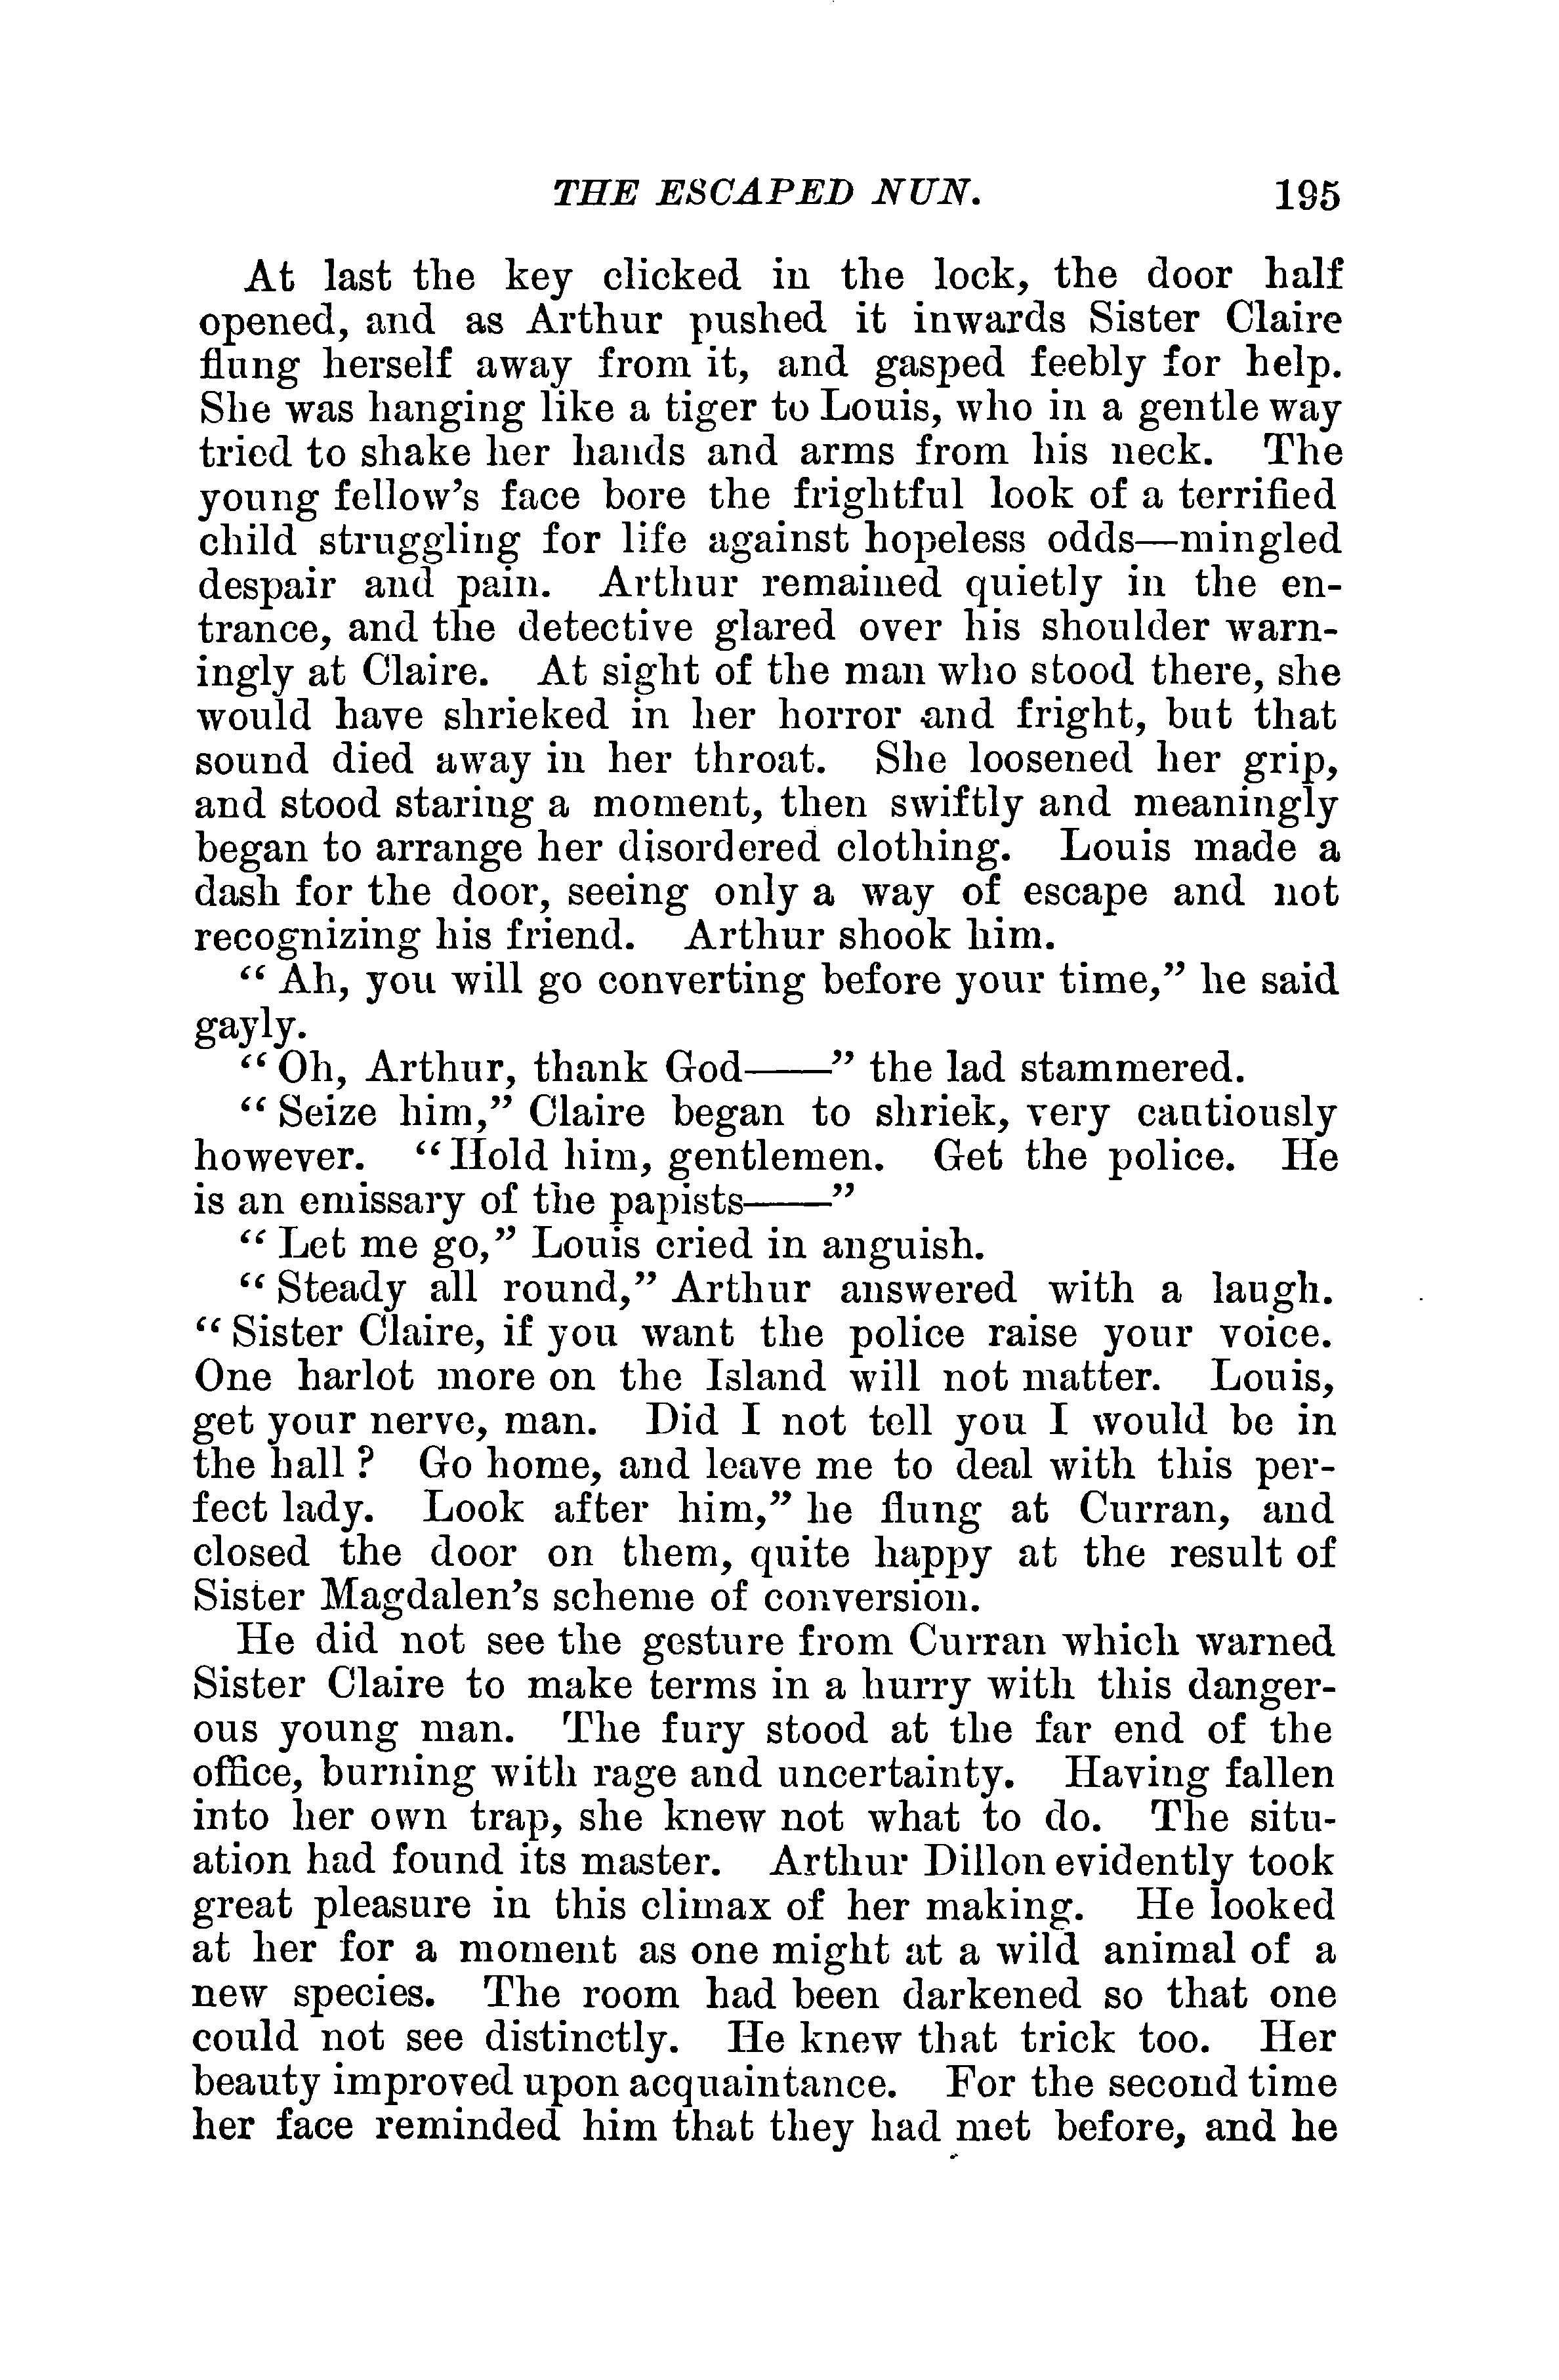 THE ESCAPED NUN. 195
At last the key clicked in the lock, the door half
opened, and as Arthur pushed it inwards Sister Claire
flung herself away from it, and gasped feebly for help.
She was hanging like a tiger to Louis, who in a gentle way
tried to shake her hands and arms from his neck. The
young fellow's face bore the frightful look of a terrified
child struggling for life against hopeless odds—mingled
despair and pain. Arthur remained quietly in the en-
trance, and the detective glared over his shoulder warn-
ingly at Claire. At sight of the man who stood there, she
would have shrieked in her horror and fright, but that
sound died away in her throat. She loosened her grip,
and stood staring a moment, then swiftly and meaningly
began to arrange her disordered clothing. Louis made a
dash for the door, seeing only a way of escape and not
recognizing his friend. Arthur shook him.
"Ah, you will go converting before your time," he said
gayly.
"Oh, Arthur, thank God——" the lad stammered.
"Seize him," Claire began to shriek, very cautiously
however. "Hold him, gentlemen. Get the police. He
is an emissary of the papists——"
"Let me go," Louis cried in anguish.
"Steady all round," Arthur answered with a laugh.
"Sister Claire, if you want the police raise your voice.
One harlot more on the Island will not matter. Louis,
get your nerve, man. Did I not tell you I would be in
the hall? Go home, and leave me to deal with this per-
fect lady. Look after him," he flung at Curran, and
closed the door on them, quite happy at the result of
Sister Magdalen's scheme of conversion.
He did not see the gesture from Curran which warned
Sister Claire to make terms in a hurry with this danger-
ous young man. The fury stood at the far end of the
office, burning with rage and uncertainty. Having fallen
into her own trap, she knew not what to do. The situ-
ation had found its master. Arthur Dillon evidently took
great pleasure in this climax of her making. He looked
at her for a moment as one might at a wild animal of a
new species. The room had been darkened so that one
could not see distinctly. He knew that trick too. Her
beauty improved upon acquaintance. For the second time
her face reminded him that they had met before, and he